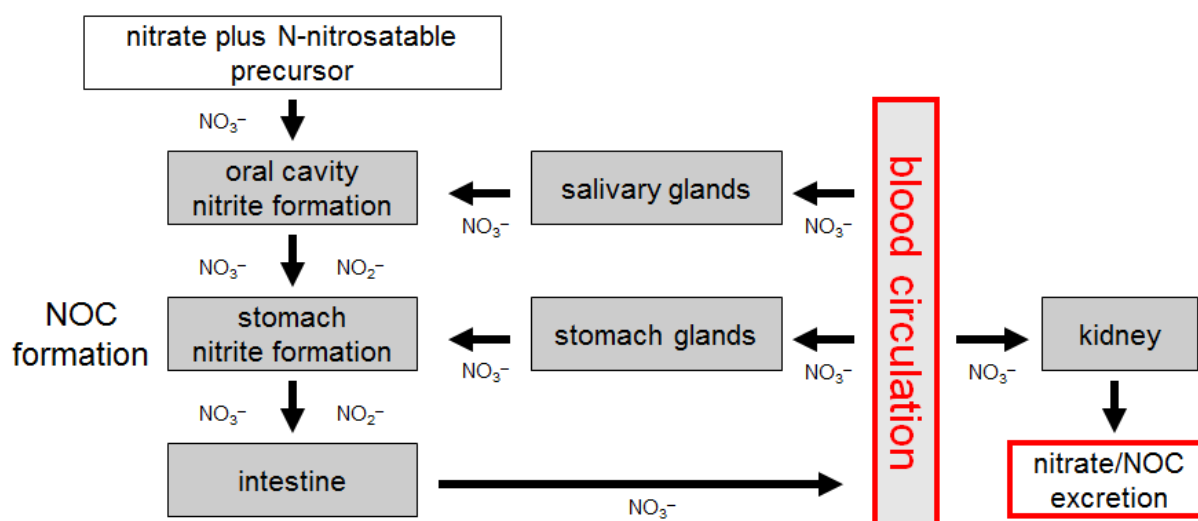 nitrate plus N-nitrosatable
precursor
NO₃⁻
oral cavity
nitrite formation
NO₃⁻
salivary glands
NO₃⁻
blood circulation
NO₃⁻
NO₂⁻
NOC
formation
stomach
nitrite formation
NO₃⁻
stomach glands
NO₃⁻
NO₃⁻
kidney
NO₃⁻
NO₂⁻
intestine
NO₃⁻
nitrate/NOC
excretion